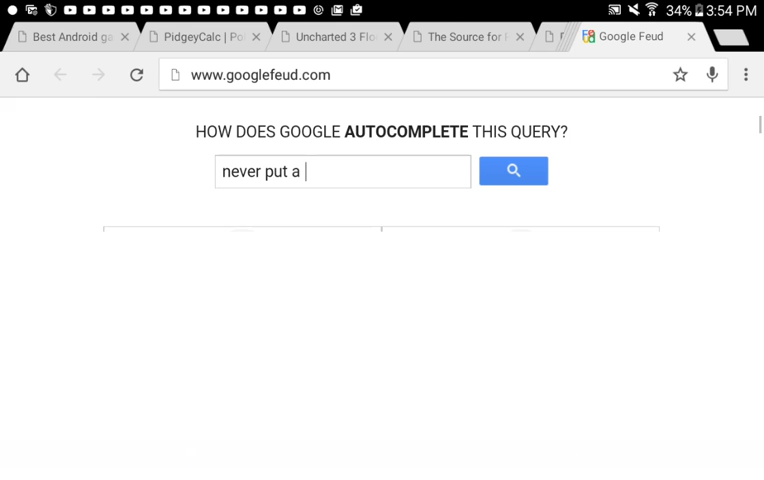 34% 3:54 PM
Best Android ga
PidgeyCalc | Po
Uncharted 3 Flo
The Source for
Google Feud
www.googlefeud.com
HOW DOES GOOGLE AUTOCOMPLETE THIS QUERY?
never put a